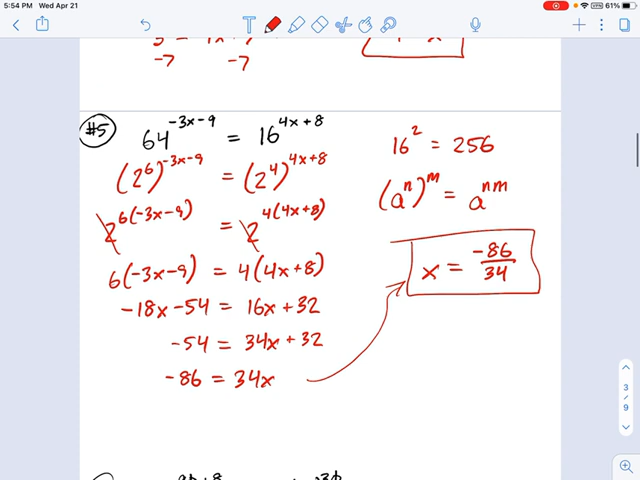 5:54 PM Wed Apr 21
VPN 61%
-7 -7
#5
64^{-3x-9} = 16^{4x+8}
(2^6)^{-3x-9} = (2^4)^{4x+8}
2^{6(-3x-9)} = 2^{4(4x+8)}
6(-3x-9) = 4(4x+8)
-18x-54 = 16x+32
-54 = 34x+32
-86 = 34x
16^2 = 256
(a^n)^m = a^{nm}
x = \frac{-86}{34}
3
/
9